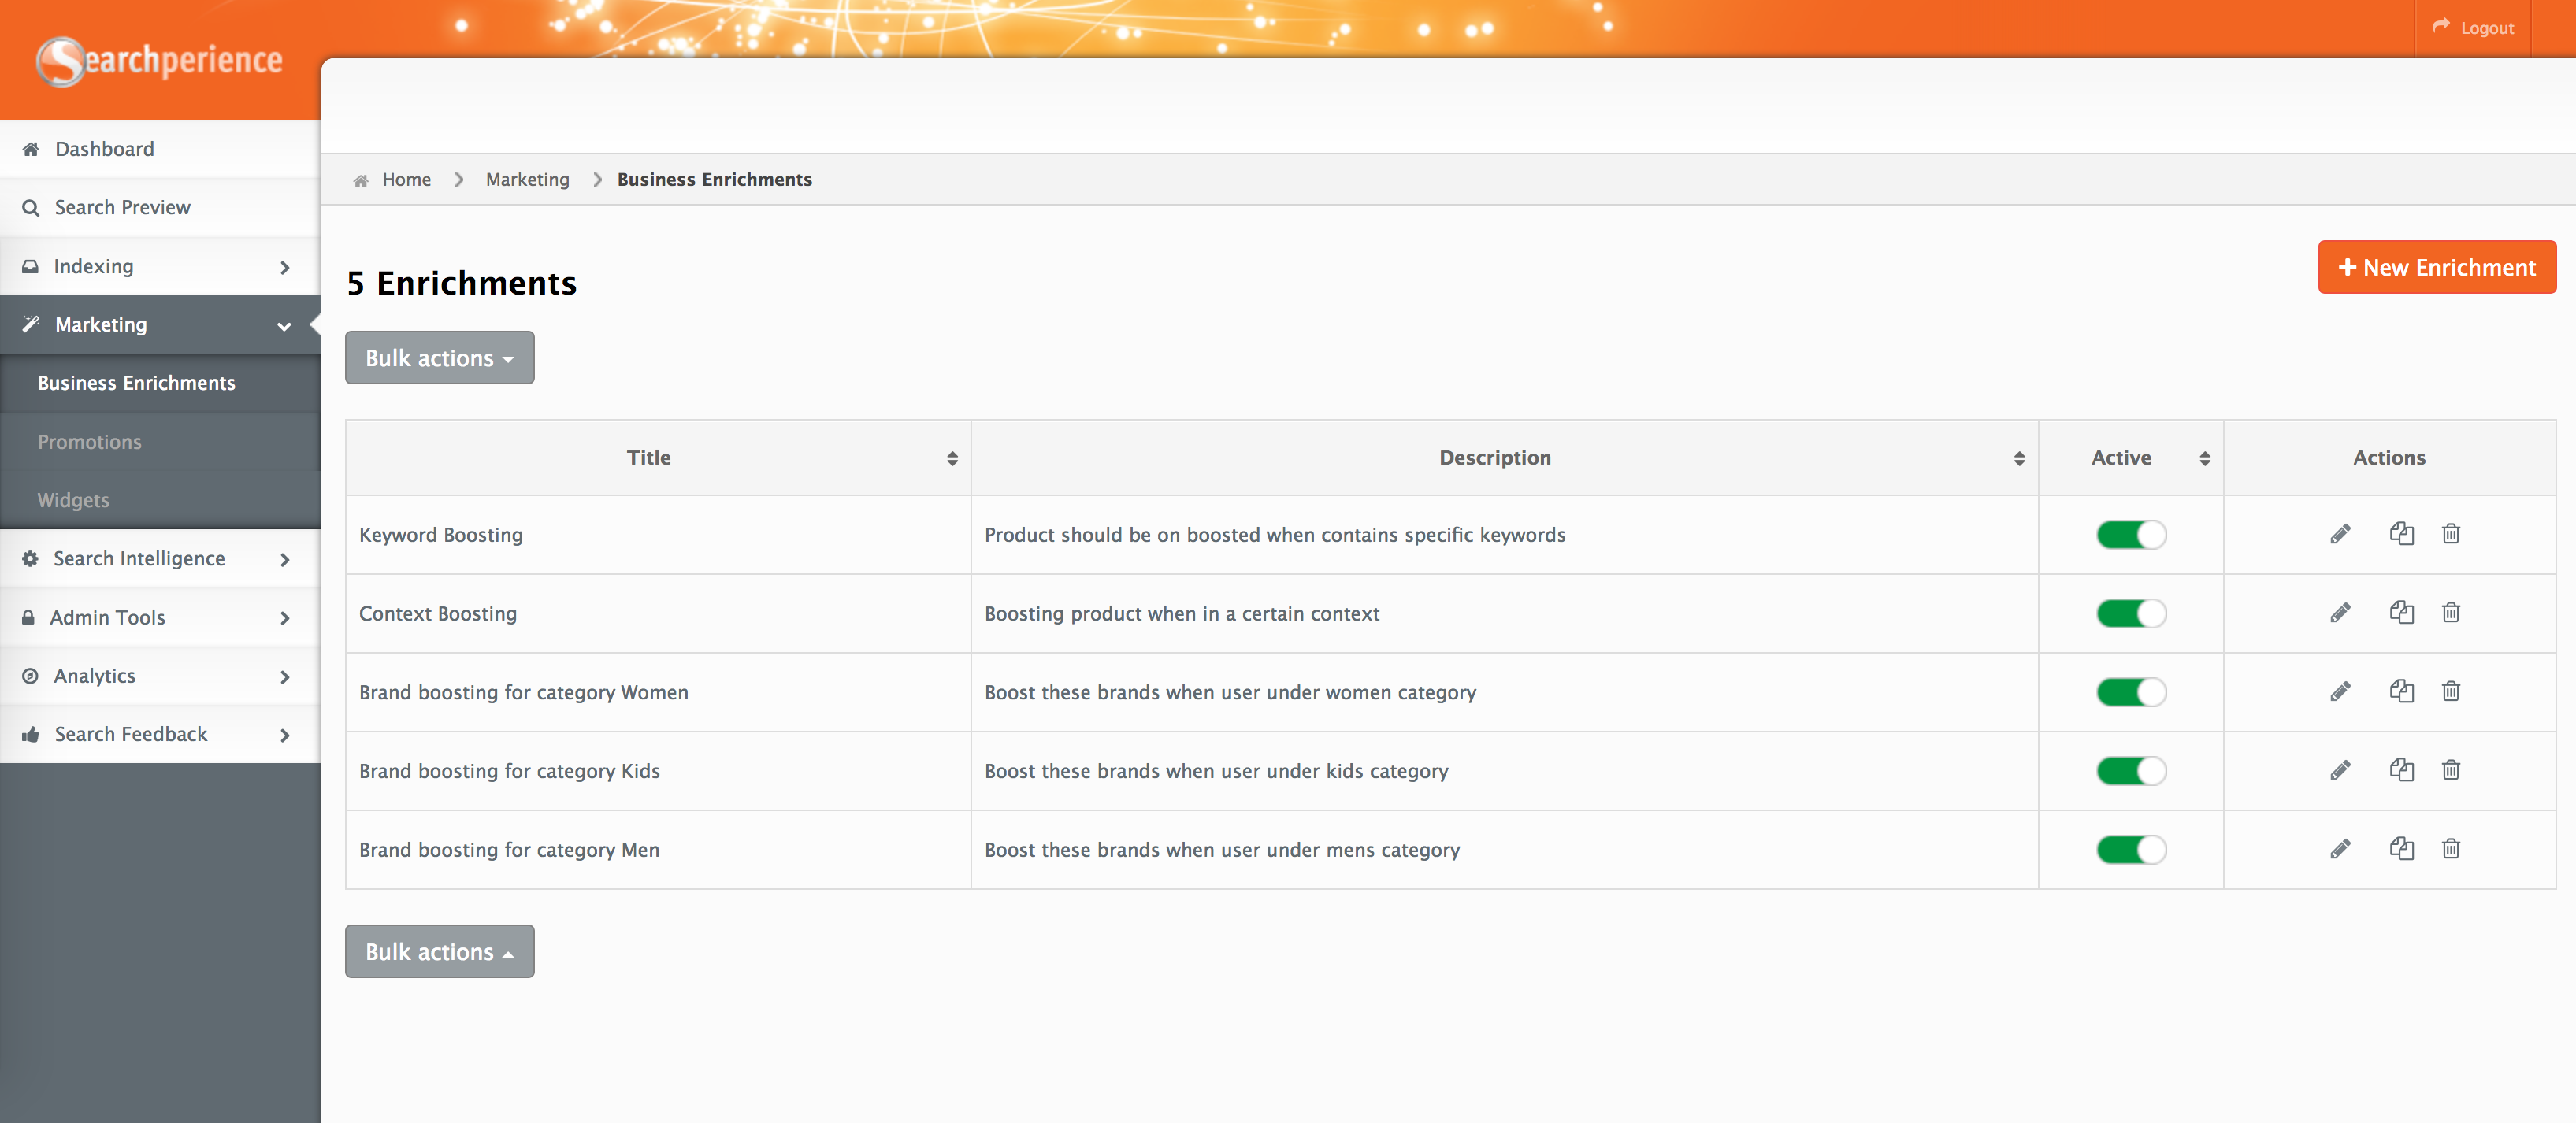 Searchperience
Logout
Dashboard
Search Preview
Indexing
Marketing
Business Enrichments
Promotions
Widgets
Search Intelligence
Admin Tools
Analytics
Search Feedback
Home Marketing Business Enrichments
5 Enrichments
New Enrichment
Bulk actions
Title Description Active Actions
Keyword Boosting Product should be on boosted when contains specific keywords
Context Boosting Boosting product when in a certain context
Brand boosting for category Women Boost these brands when user under women category
Brand boosting for category Kids Boost these brands when user under kids category
Brand boosting for category Men Boost these brands when user under mens category
Bulk actions